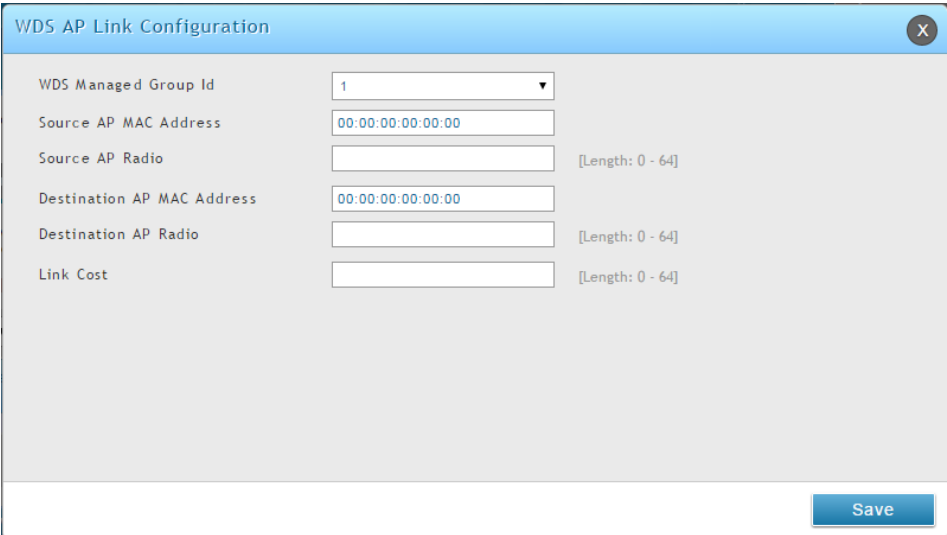 WDS AP Link Configuration
X
WDS Managed Group Id 1
Source AP MAC Address 00:00:00:00:00:00
Source AP Radio [Length: 0 - 64]
Destination AP MAC Address 00:00:00:00:00:00
Destination AP Radio [Length: 0 - 64]
Link Cost [Length: 0 - 64]
Save